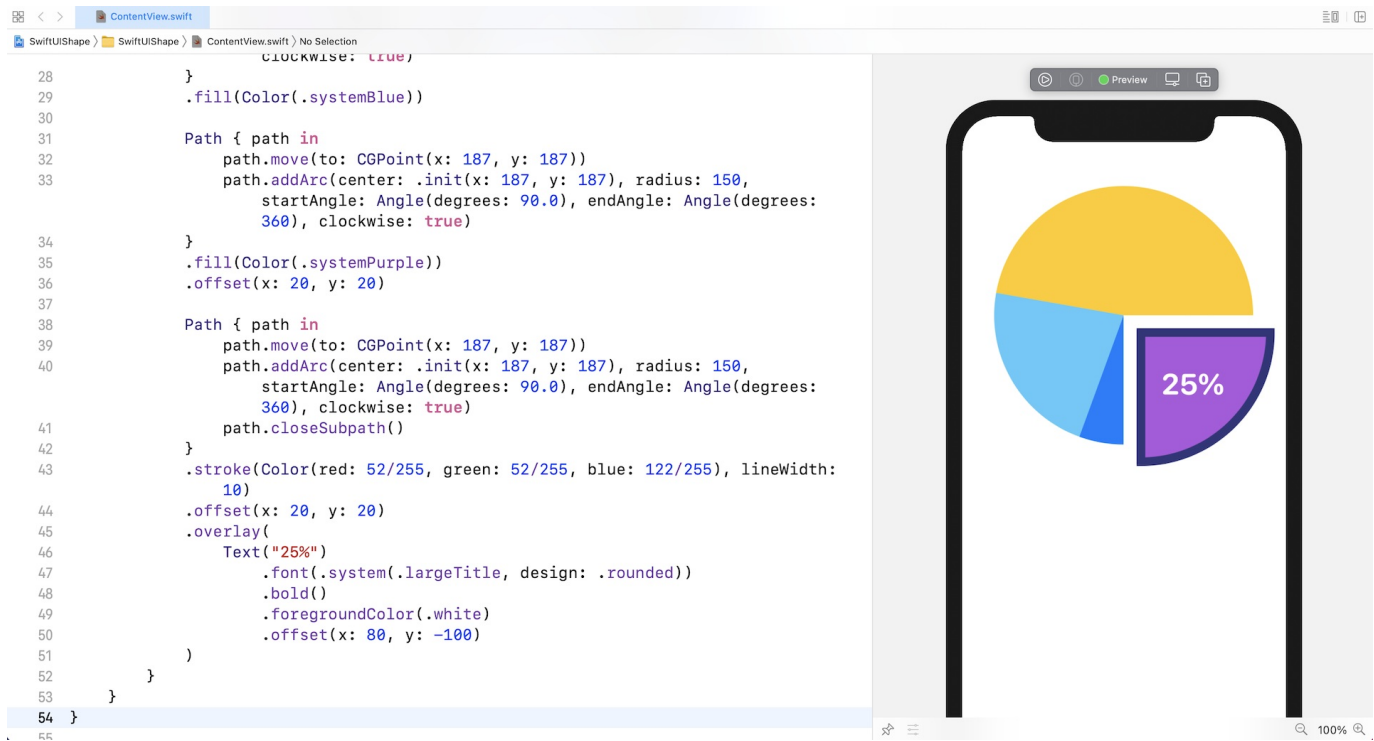 ContentView.swift
SwiftUIShape 〉 SwiftUIShape 〉 ContentView.swift 〉 No Selection
clockwise: true)
28 }
29 .fill(Color(.systemBlue))
30
31 Path { path in
32 path.move(to: CGPoint(x: 187, y: 187))
33 path.addArc(center: .init(x: 187, y: 187), radius: 150,
startAngle: Angle(degrees: 90.0), endAngle: Angle(degrees:
360), clockwise: true)
34 }
35 .fill(Color(.systemPurple))
36 .offset(x: 20, y: 20)
37
38 Path { path in
39 path.move(to: CGPoint(x: 187, y: 187))
40 path.addArc(center: .init(x: 187, y: 187), radius: 150,
startAngle: Angle(degrees: 90.0), endAngle: Angle(degrees:
360), clockwise: true)
41 path.closeSubpath()
42 }
43 .stroke(Color(red: 52/255, green: 52/255, blue: 122/255), lineWidth:
10)
44 .offset(x: 20, y: 20)
45 .overlay(
46 Text("25%")
47 .font(.system(.largeTitle, design: .rounded))
48 .bold()
49 .foregroundColor(.white)
50 .offset(x: 80, y: -100)
51 )
52 }
53 }
54 }
55
Preview
25%
100%